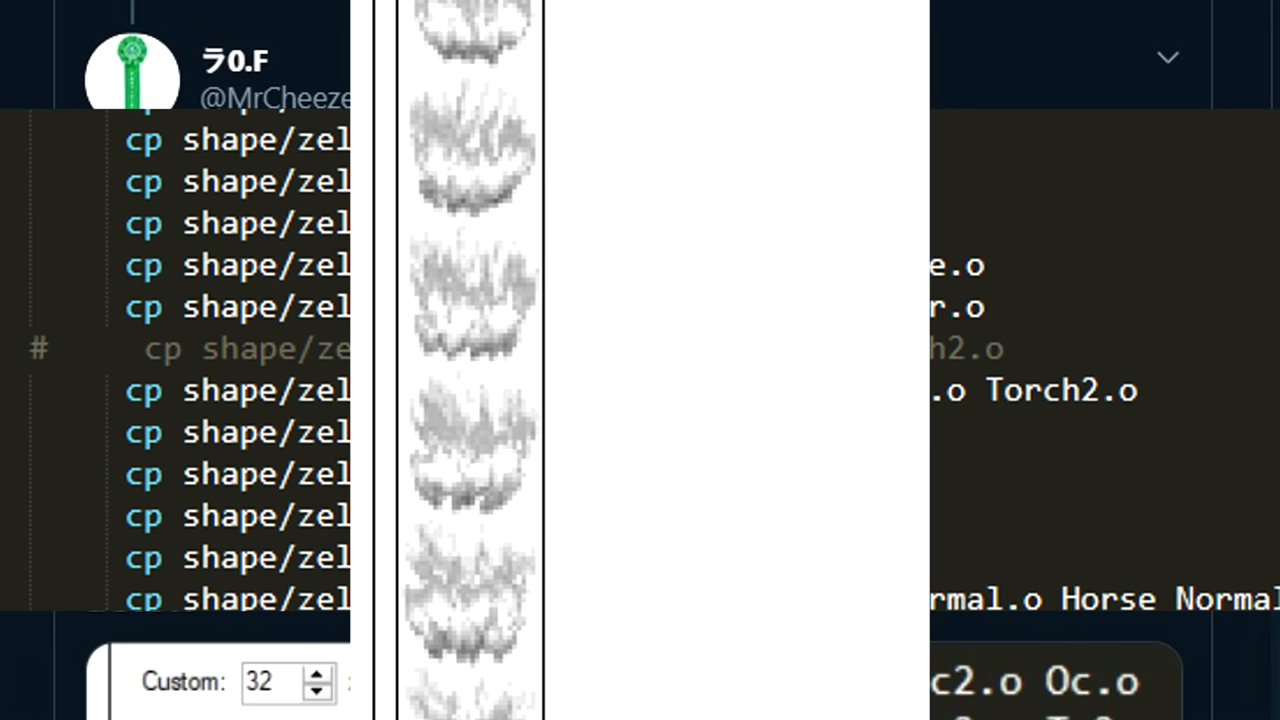 ラ0.F
@MrCheeze
cp shape/zel
cp shape/zel
cp shape/zel
cp shape/zel e.o
cp shape/zel r.o
# cp shape/ze h2.o
cp shape/zel .o Torch2.o
cp shape/zel
cp shape/zel
cp shape/zel
cp shape/zel
cp shape/zel rmal.o Horse Normal
Custom: 32
c2.o Oc.o